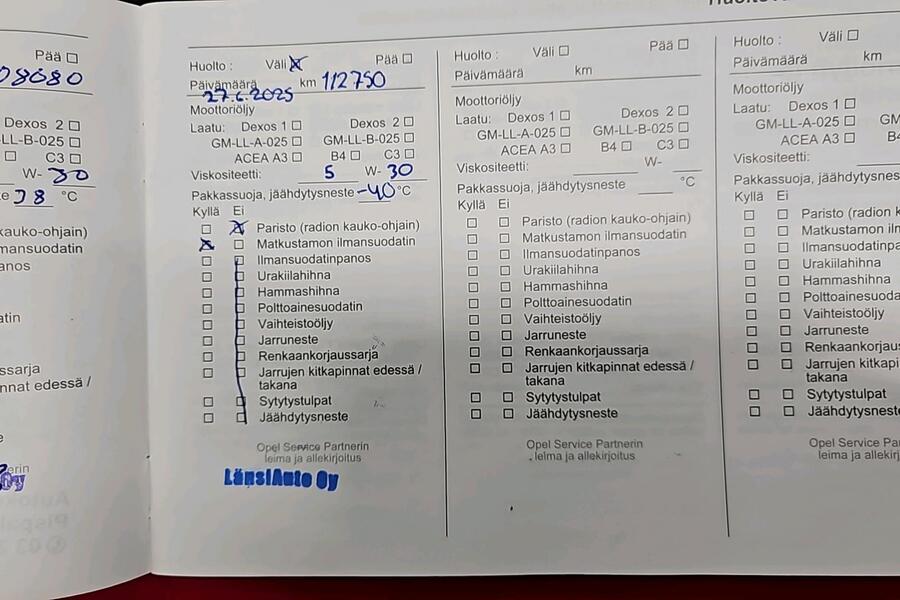 Pää
08080
Dexos 2
-LL-B-025
C3
W- 30
38 °C
kauko-ohjain)
lmansuodatin
panos
atin
ssarja
pinnat edessä /
Oy
Huolto : Väli Pää
Päivämäärä km 112750
27.6.2025
Moottoriöljy
Laatu: Dexos 1 Dexos 2
GM-LL-A-025 GM-LL-B-025
ACEA A3 B4 C3
Viskositeetti: 5 W- 30
Pakkassuoja, jäähdytysneste -40 °C
Kyllä Ei
Paristo (radion kauko-ohjain)
Matkustamon ilmansuodatin
Ilmansuodatinpanos
Urakiilahihna
Hammashihna
Polttoainesuodatin
Vaihteistoöljy
Jarruneste
Renkaankorjaussarja
Jarrujen kitkapinnat edessä /
takana
Sytytystulpat
Jäähdytysneste
Opel Service Partnerin
leima ja allekirjoitus
LänsiAuto Oy
Huolto : Väli Pää
Päivämäärä km
Moottoriöljy
Laatu: Dexos 1 Dexos 2
GM-LL-A-025 GM-LL-B-025
ACEA A3 B4 C3
Viskositeetti: W-
Pakkassuoja, jäähdytysneste °C
Kyllä Ei
Paristo (radion kauko-ohjain)
Matkustamon ilmansuodatin
Ilmansuodatinpanos
Urakiilahihna
Hammashihna
Polttoainesuodatin
Vaihteistoöljy
Jarruneste
Renkaankorjaussarja
Jarrujen kitkapinnat edessä /
takana
Sytytystulpat
Jäähdytysneste
Opel Service Partnerin
leima ja allekirjoitus
Huolto : Väli
Päivämäärä km
Moottoriöljy
Laatu: Dexos 1
GM-LL-A-025 GM
ACEA A3 B4
Viskositeetti:
Pakkassuoja, jäähdytysneste
Kyllä Ei
Paristo (radion k
Matkustamon ilm
Ilmansuodatinpa
Urakiilahihna
Hammashihna
Polttoainesuoda
Vaihteistoöljy
Jarruneste
Renkaankorjaus
Jarrujen kitkapi
takana
Sytytystulpat
Jäähdytysneste
Opel Service Part
leima ja allekirjoit